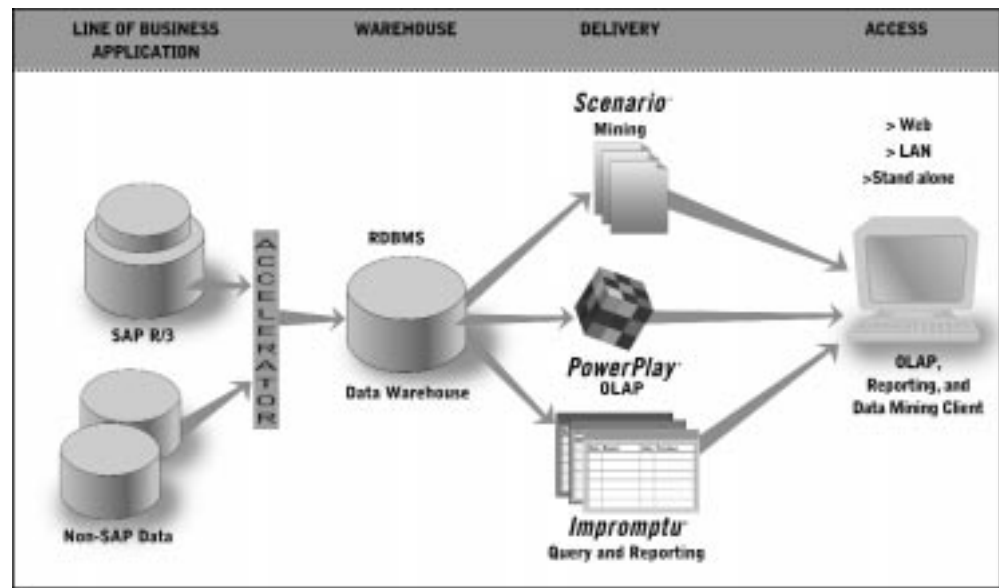 LINE OF BUSINESS
APPLICATION
WAREHOUSE
DELIVERY
ACCESS
Scenario
Mining
> Web
> LAN
>Stand alone
RDBMS
ACCELERATOR
SAP R/3
Data Warehouse
PowerPlay
OLAP
OLAP,
Reporting, and
Data Mining Client
Non-SAP Data
Impromptu
Query and Reporting